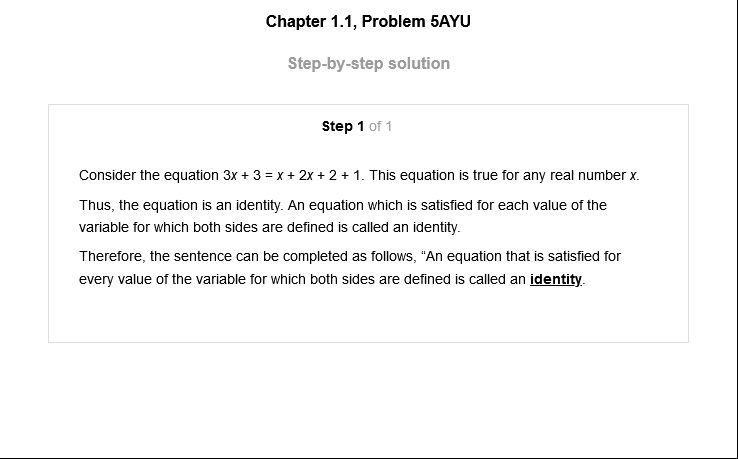 Chapter 1.1, Problem 5AYU
Step-by-step solution
Step 1 of 1
Consider the equation 3x + 3 = x + 2x + 2 + 1. This equation is true for any real number x.
Thus, the equation is an identity. An equation which is satisfied for each value of the
variable for which both sides are defined is called an identity.
Therefore, the sentence can be completed as follows, “An equation that is satisfied for
every value of the variable for which both sides are defined is called an identity.